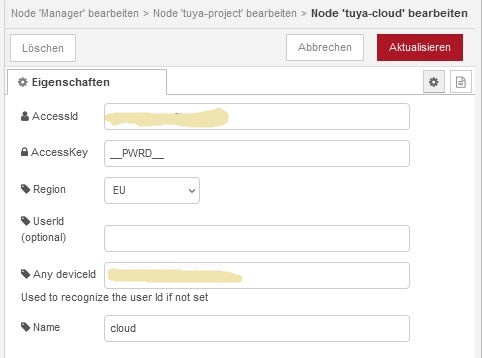 Node 'Manager' bearbeiten > Node 'tuya-project' bearbeiten > Node 'tuya-cloud' bearbeiten
Löschen
Abbrechen
Aktualisieren
Eigenschaften
AccessId
AccessKey
__PWRD__
Region
EU
UserId
(optional)
Any deviceId
Used to recognize the user Id if not set
Name
cloud